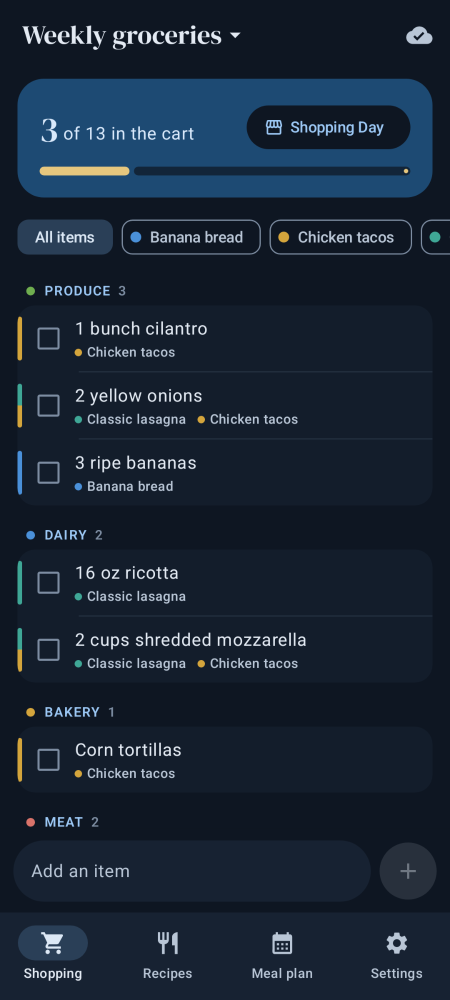 Weekly groceries
3 of 13 in the cart
Shopping Day
All items
Banana bread
Chicken tacos
PRODUCE 3
1 bunch cilantro
Chicken tacos
2 yellow onions
Classic lasagna Chicken tacos
3 ripe bananas
Banana bread
DAIRY 2
16 oz ricotta
Classic lasagna
2 cups shredded mozzarella
Classic lasagna Chicken tacos
BAKERY 1
Corn tortillas
Chicken tacos
MEAT 2
Add an item
Shopping
Recipes
Meal plan
Settings